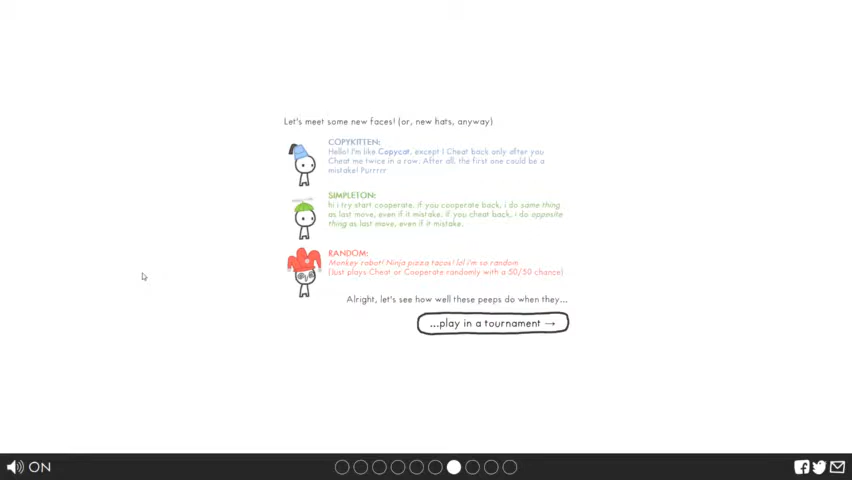 Let's meet some new faces! (or, new hats, anyway)
COPYKITTEN:
Hello! I'm like Copycat, except I Cheat back only after you
Cheat me twice in a row. After all, the first one could be a
mistake! Purrrrr
SIMPLETON:
hi i try start cooperate. if you cooperate back, i do same thing
as last move, even if it mistake. if you cheat back, i do opposite
thing as last move, even if it mistake.
RANDOM:
Monkey robot! Ninja pizza tacos! lol i'm so random
(Just plays Cheat or Cooperate randomly with a 50/50 chance)
Alright, let's see how well these peeps do when they...
...play in a tournament →
ON